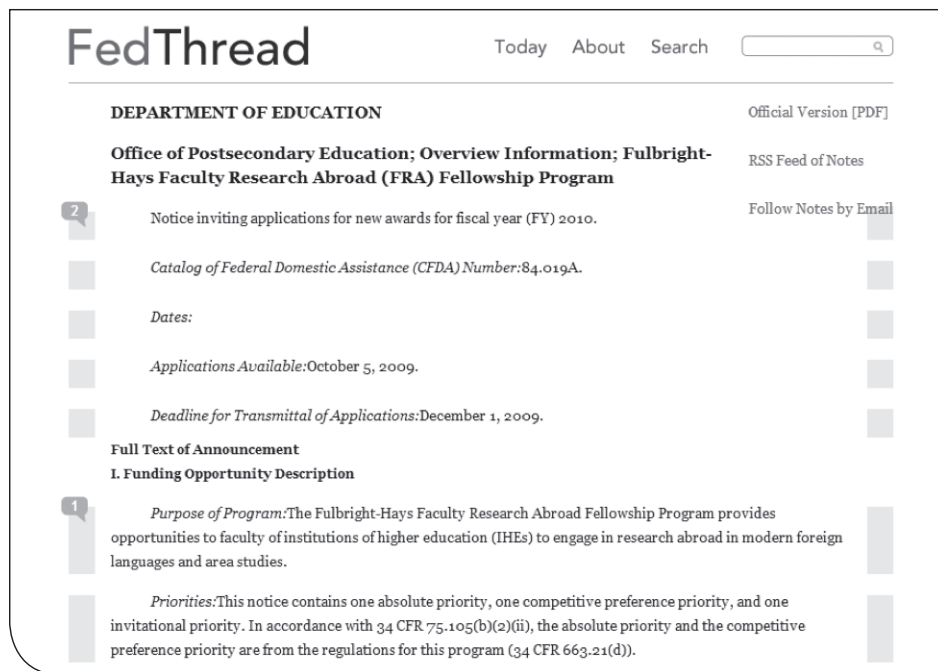 FedThread
Today About Search
DEPARTMENT OF EDUCATION
Official Version [PDF]
Office of Postsecondary Education; Overview Information; Fulbright-
Hays Faculty Research Abroad (FRA) Fellowship Program
RSS Feed of Notes
Follow Notes by Email
2
Notice inviting applications for new awards for fiscal year (FY) 2010.
Catalog of Federal Domestic Assistance (CFDA) Number:84.019A.
Dates:
Applications Available:October 5, 2009.
Deadline for Transmittal of Applications:December 1, 2009.
Full Text of Announcement
I. Funding Opportunity Description
1
Purpose of Program:The Fulbright-Hays Faculty Research Abroad Fellowship Program provides
opportunities to faculty of institutions of higher education (IHEs) to engage in research abroad in modern foreign
languages and area studies.
Priorities:This notice contains one absolute priority, one competitive preference priority, and one
invitational priority. In accordance with 34 CFR 75.105(b)(2)(ii), the absolute priority and the competitive
preference priority are from the regulations for this program (34 CFR 663.21(d)).